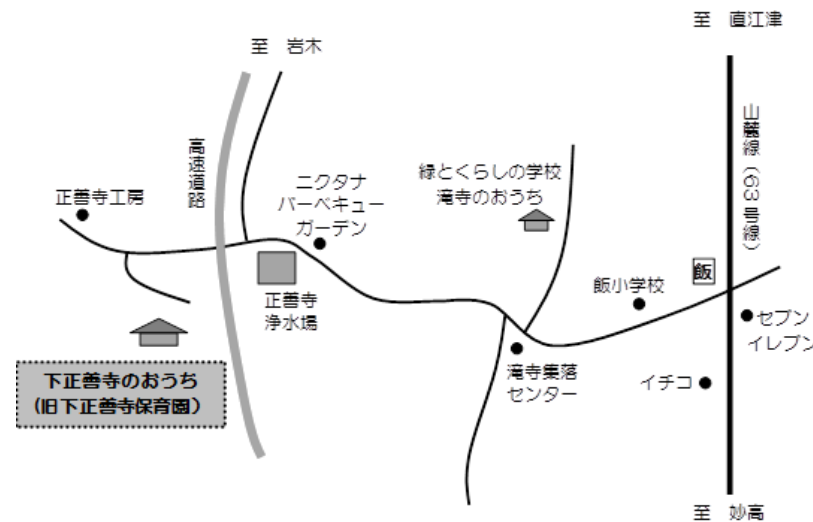 至　直江津
至　岩木
山麓線（63号線）
高速道路
ニクタナ
バーベキュー
ガーデン
緑とくらしの学校
滝寺のおうち
正善寺工房
飯
飯小学校
正善寺
浄水場
セブン
イレブン
滝寺集落
センター
イチコ
下正善寺のおうち
（旧下正善寺保育園）
至　妙高